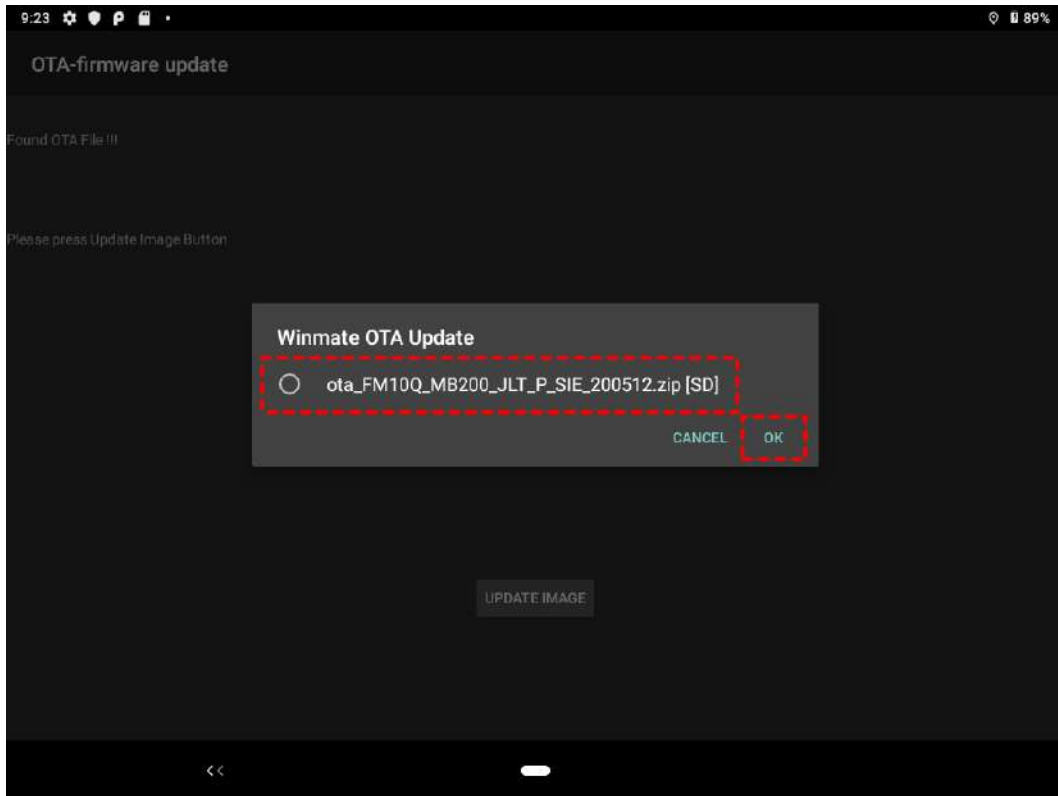 9:23 89%
OTA-firmware update
Found OTA File !!!
Please press Update Image Button
Winmate OTA Update
ota_FM10Q_MB200_JLT_P_SIE_200512.zip [SD]
CANCEL OK
UPDATE IMAGE